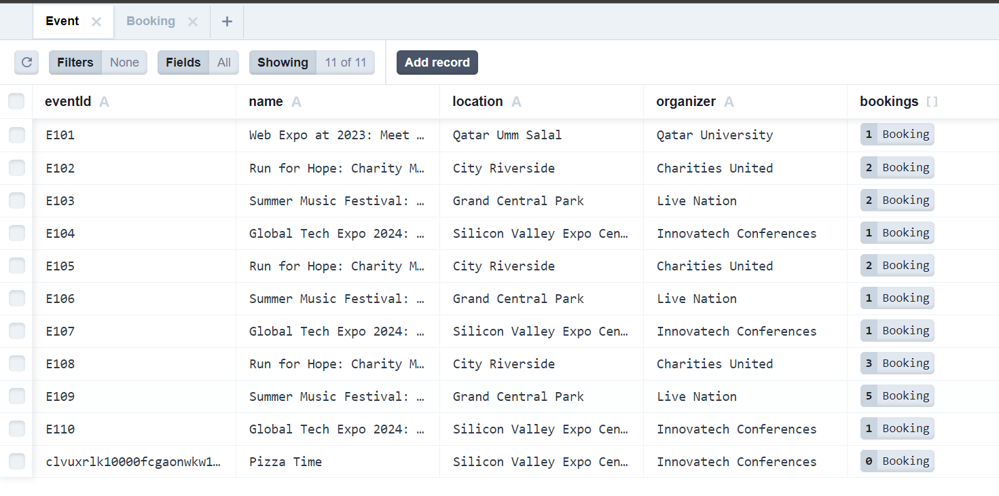 Event Booking
Filters None Fields All Showing 11 of 11 Add record
eventId A name A location A organizer A bookings []
E101 Web Expo at 2023: Meet … Qatar Umm Salal Qatar University 1 Booking
E102 Run for Hope: Charity M… City Riverside Charities United 2 Booking
E103 Summer Music Festival: … Grand Central Park Live Nation 2 Booking
E104 Global Tech Expo 2024: … Silicon Valley Expo Cen… Innovatech Conferences 1 Booking
E105 Run for Hope: Charity M… City Riverside Charities United 2 Booking
E106 Summer Music Festival: … Grand Central Park Live Nation 1 Booking
E107 Global Tech Expo 2024: … Silicon Valley Expo Cen… Innovatech Conferences 1 Booking
E108 Run for Hope: Charity M… City Riverside Charities United 3 Booking
E109 Summer Music Festival: … Grand Central Park Live Nation 5 Booking
E110 Global Tech Expo 2024: … Silicon Valley Expo Cen… Innovatech Conferences 1 Booking
clvuxrlk10000fcgaonwkw1… Pizza Time Silicon Valley Expo Cen… Innovatech Conferences 0 Booking